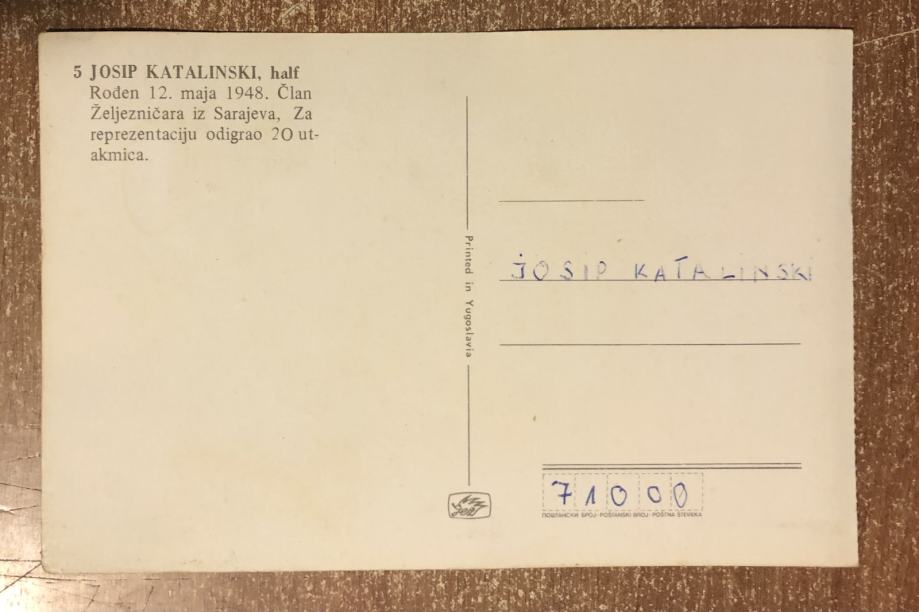 5 JOSIP KATALINSKI, half
Rođen 12. maja 1948. Član
Željezničara iz Sarajeva, Za
reprezentaciju odigrao 20 ut-
akmica.
Printed in Yugoslavia
JOSIP KATALINSKI
71000
ПОШТАНСКИ БРОЈ·POŠTANSKI BROJ·POŠTNA ŠTEVILKA